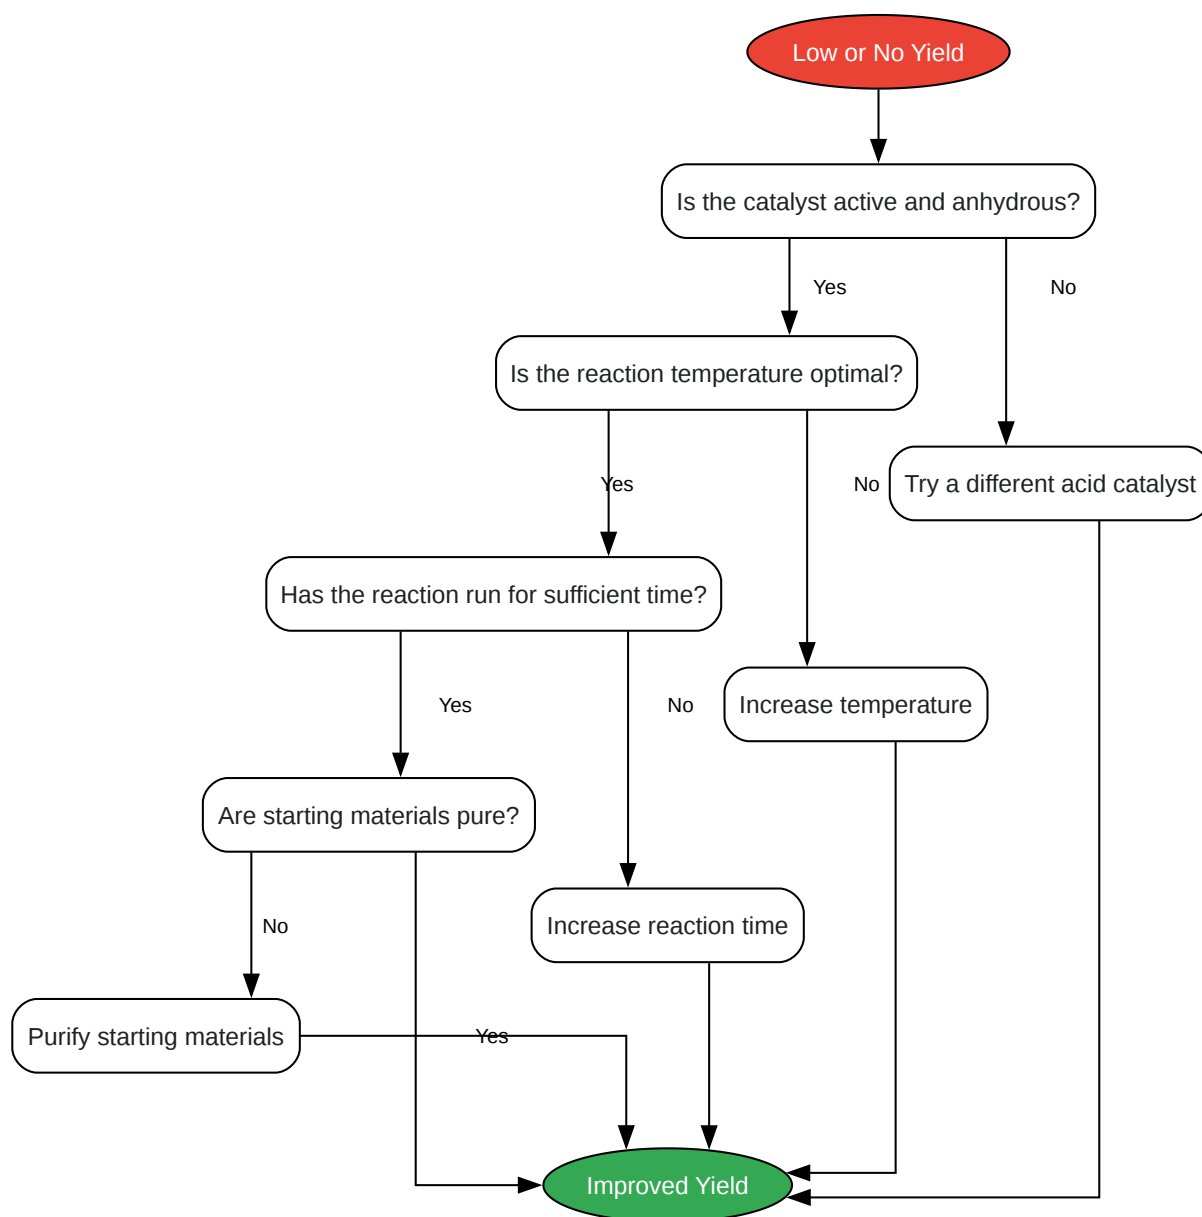 Low or No Yield
Is the catalyst active and anhydrous?
Yes
No
Is the reaction temperature optimal?
Yes
No
Try a different acid catalyst
Has the reaction run for sufficient time?
Yes
No
Increase temperature
Are starting materials pure?
No
Increase reaction time
Purify starting materials
Yes
Improved Yield